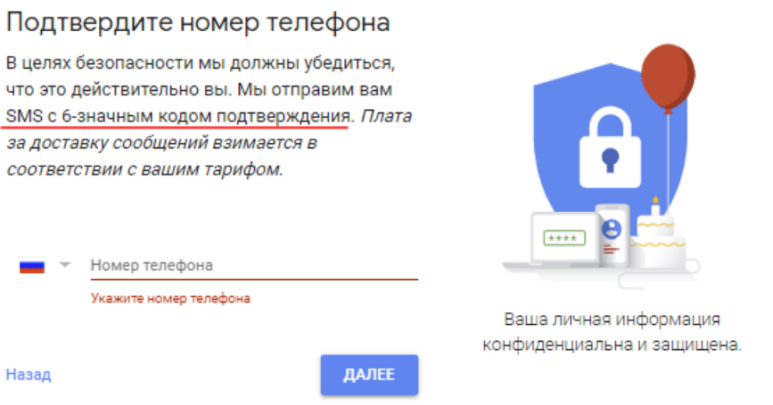 Подтвердите номер телефона
В целях безопасности мы должны убедиться,
что это действительно вы. Мы отправим вам
SMS с 6-значным кодом подтверждения. Плата
за доставку сообщений взимается в
соответствии с вашим тарифом.
Номер телефона
Укажите номер телефона
Назад
ДАЛЕЕ
****
Ваша личная информация
конфиденциальна и защищена.